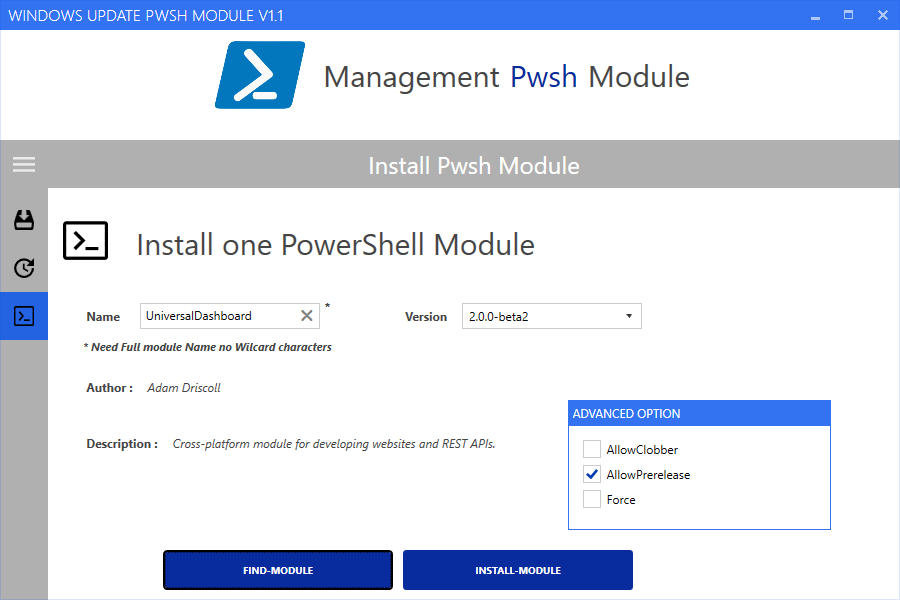 WINDOWS UPDATE PWSH MODULE V1.1
Management Pwsh Module
Install Pwsh Module
Install one PowerShell Module
Name UniversalDashboard * Version 2.0.0-beta2
* Need Full module Name no Wilcard characters
Author : Adam Driscoll
ADVANCED OPTION
Description : Cross-platform module for developing websites and REST APIs.
AllowClobber
AllowPrerelease
Force
FIND-MODULE INSTALL-MODULE